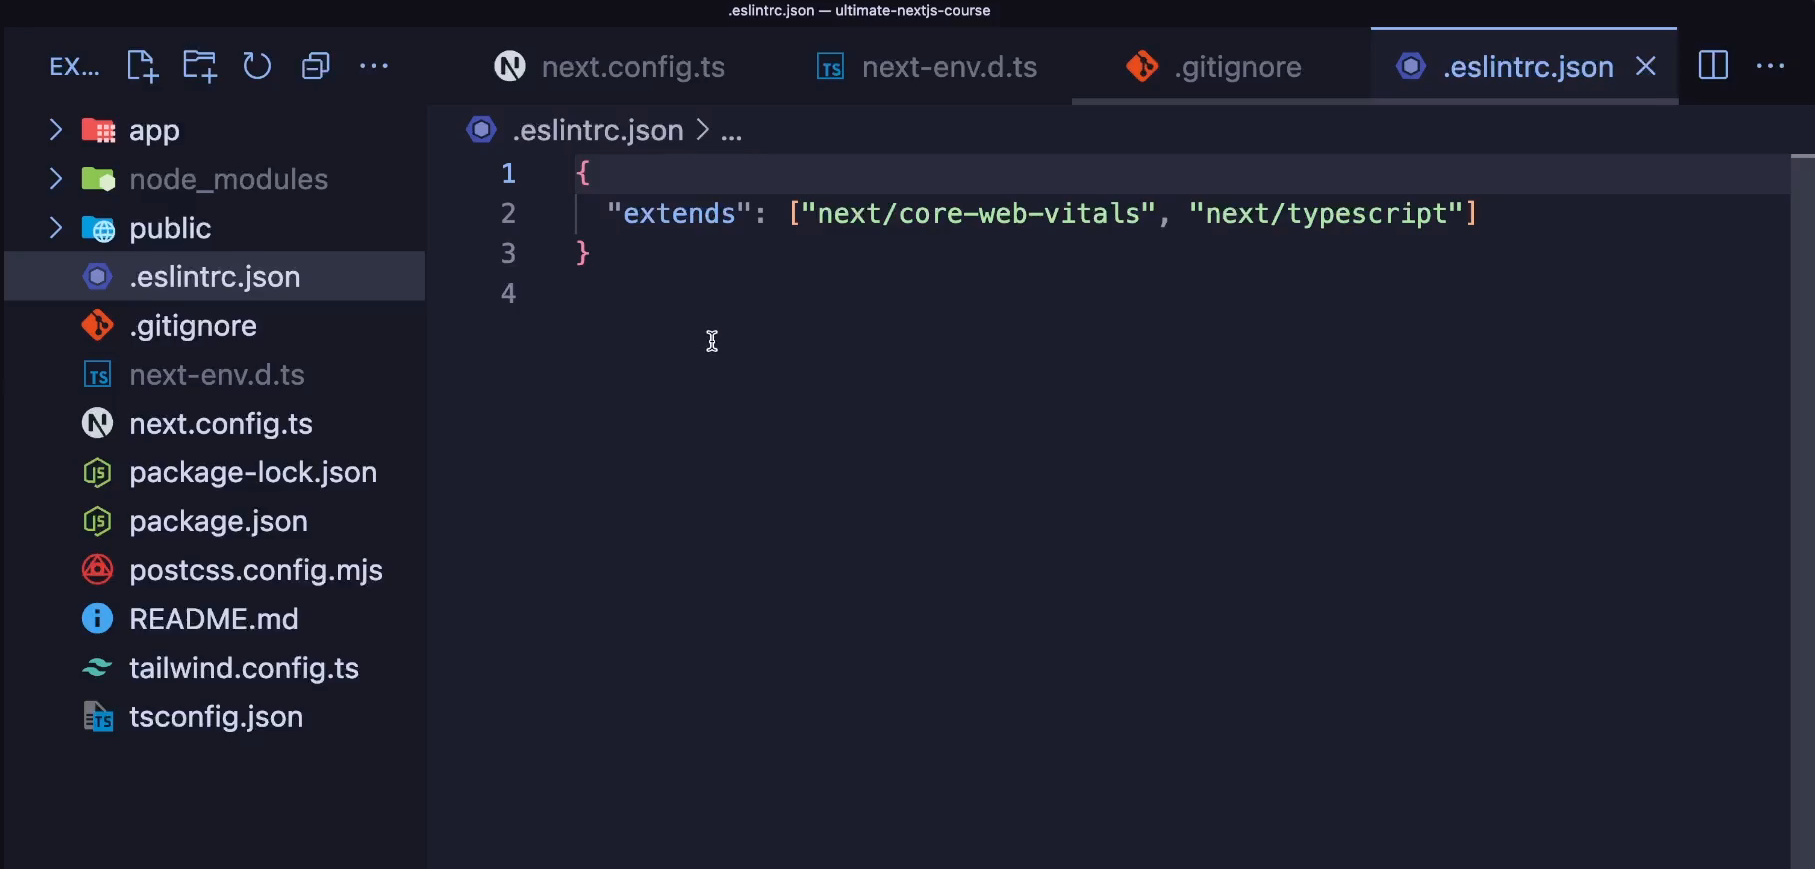 .eslintrc.json — ultimate-nextjs-course
EX...
next.config.ts
next-env.d.ts
.gitignore
.eslintrc.json
app
node_modules
public
.eslintrc.json
.gitignore
next-env.d.ts
next.config.ts
package-lock.json
package.json
postcss.config.mjs
README.md
tailwind.config.ts
tsconfig.json
.eslintrc.json > ...
1 {
2 "extends": ["next/core-web-vitals", "next/typescript"]
3 }
4